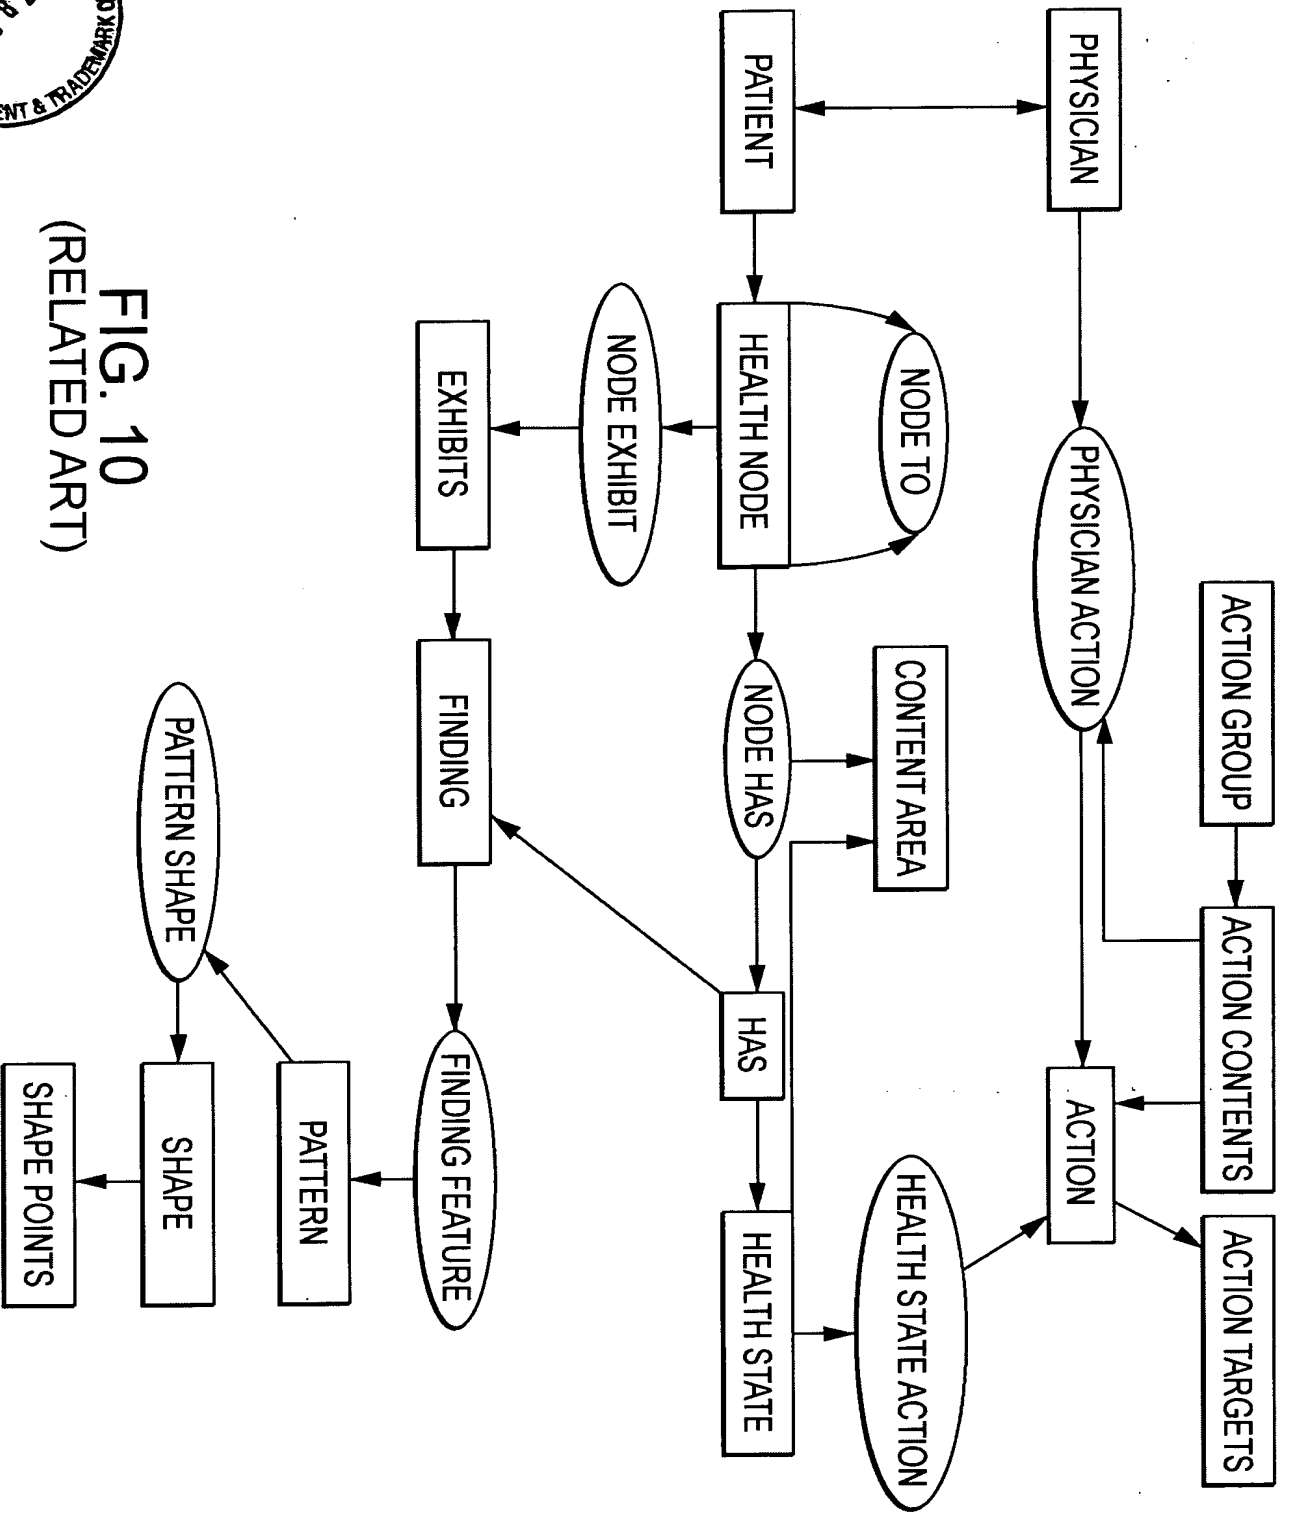 ACTION GROUP
ACTION CONTENTS
ACTION TARGETS
PHYSICIAN
PHYSICIAN ACTION
ACTION
NODE TO
CONTENT AREA
HEALTH STATE ACTION
PATIENT
HEALTH NODE
NODE HAS
HAS
HEALTH STATE
NODE EXHIBIT
EXHIBITS
FINDING
FINDING FEATURE
PATTERN
PATTERN SHAPE
SHAPE
SHAPE POINTS
FIG. 10
(RELATED ART)
& TRADEMARK